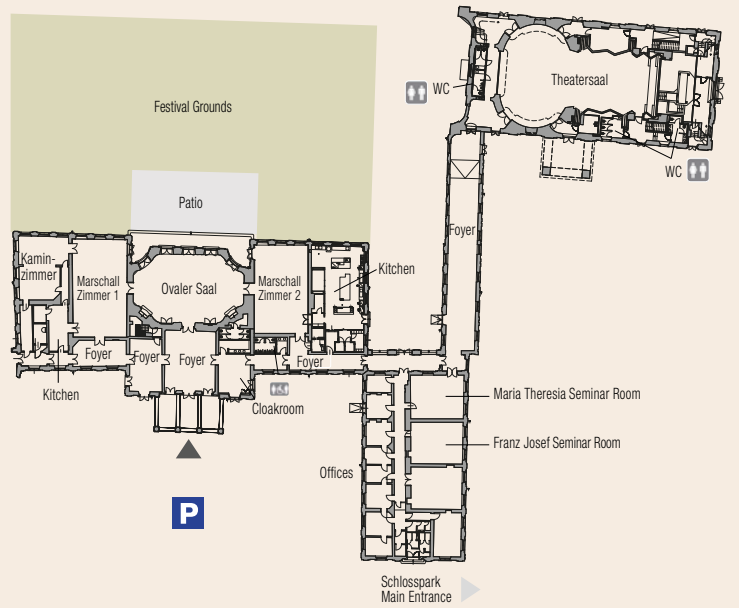 Festival Grounds
Theatersaal
WC
WC
Patio
Foyer
Kamin-
zimmer
Marschall
Zimmer 1
Ovaler Saal
Marschall
Zimmer 2
Kitchen
Foyer
Foyer
Foyer
Foyer
Kitchen
Cloakroom
Maria Theresia Seminar Room
Franz Josef Seminar Room
Offices
P
Schlosspark
Main Entrance